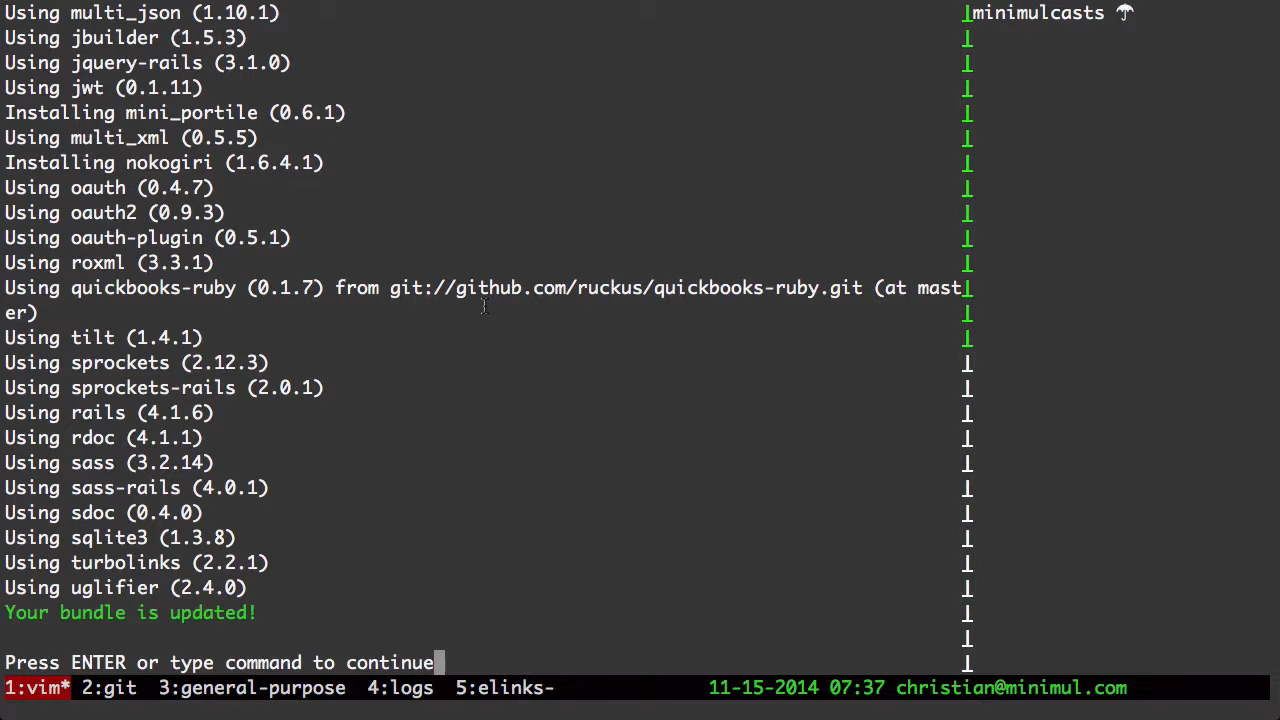 Using multi_json (1.10.1)
minimulcasts ☂
Using jbuilder (1.5.3)
Using jquery-rails (3.1.0)
Using jwt (0.1.11)
Installing mini_portile (0.6.1)
Using multi_xml (0.5.5)
Installing nokogiri (1.6.4.1)
Using oauth (0.4.7)
Using oauth2 (0.9.3)
Using oauth-plugin (0.5.1)
Using roxml (3.3.1)
Using quickbooks-ruby (0.1.7) from git://github.com/ruckus/quickbooks-ruby.git (at mast
er)
Using tilt (1.4.1)
Using sprockets (2.12.3)
Using sprockets-rails (2.0.1)
Using rails (4.1.6)
Using rdoc (4.1.1)
Using sass (3.2.14)
Using sass-rails (4.0.1)
Using sdoc (0.4.0)
Using sqlite3 (1.3.8)
Using turbolinks (2.2.1)
Using uglifier (2.4.0)
Your bundle is updated!
Press ENTER or type command to continue
1:vim* 2:git 3:general-purpose 4:logs 5:elinks- 11-15-2014 07:37 christian@minimul.com